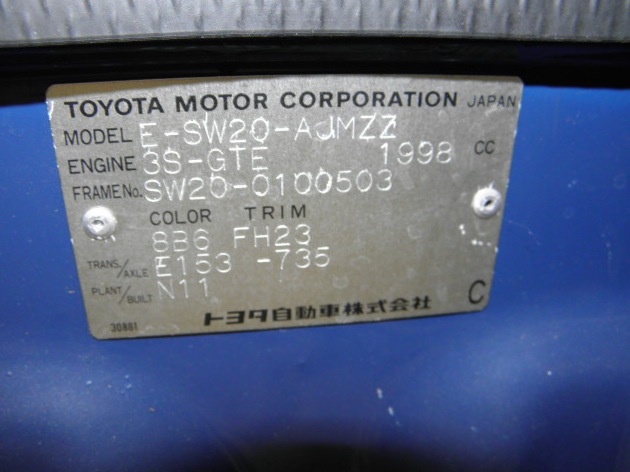 TOYOTA MOTOR CORPORATION JAPAN
MODEL E-SW20-AJMZZ
ENGINE 3S-GTE 1998 CC
FRAME No. SW20-0100503
COLOR TRIM
8B6 FH23
TRANS./AXLE E153 -735
PLANT/BUILT N11
トヨタ自動車株式会社 C
30881